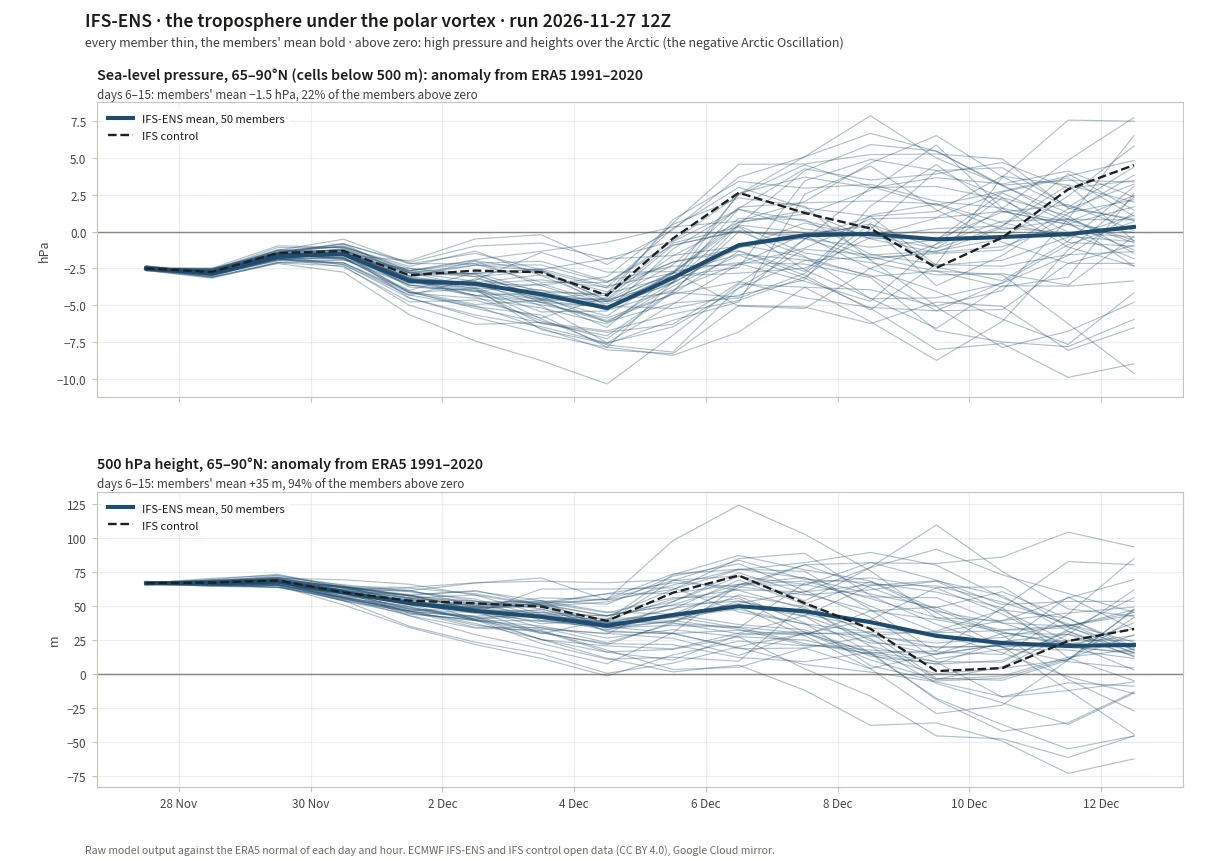 IFS-ENS · the troposphere under the polar vortex · run 2026-11-27 12Z
every member thin, the members' mean bold · above zero: high pressure and heights over the Arctic (the negative Arctic Oscillation)
Sea-level pressure, 65–90°N (cells below 500 m): anomaly from ERA5 1991–2020
days 6–15: members' mean −1.5 hPa, 22% of the members above zero
IFS-ENS mean, 50 members
IFS control
7.5
5.0
2.5
0.0
−2.5
−5.0
−7.5
−10.0
hPa
500 hPa height, 65–90°N: anomaly from ERA5 1991–2020
days 6–15: members' mean +35 m, 94% of the members above zero
IFS-ENS mean, 50 members
IFS control
125
100
75
50
25
0
−25
−50
−75
m
28 Nov
30 Nov
2 Dec
4 Dec
6 Dec
8 Dec
10 Dec
12 Dec
Raw model output against the ERA5 normal of each day and hour. ECMWF IFS-ENS and IFS control open data (CC BY 4.0), Google Cloud mirror.